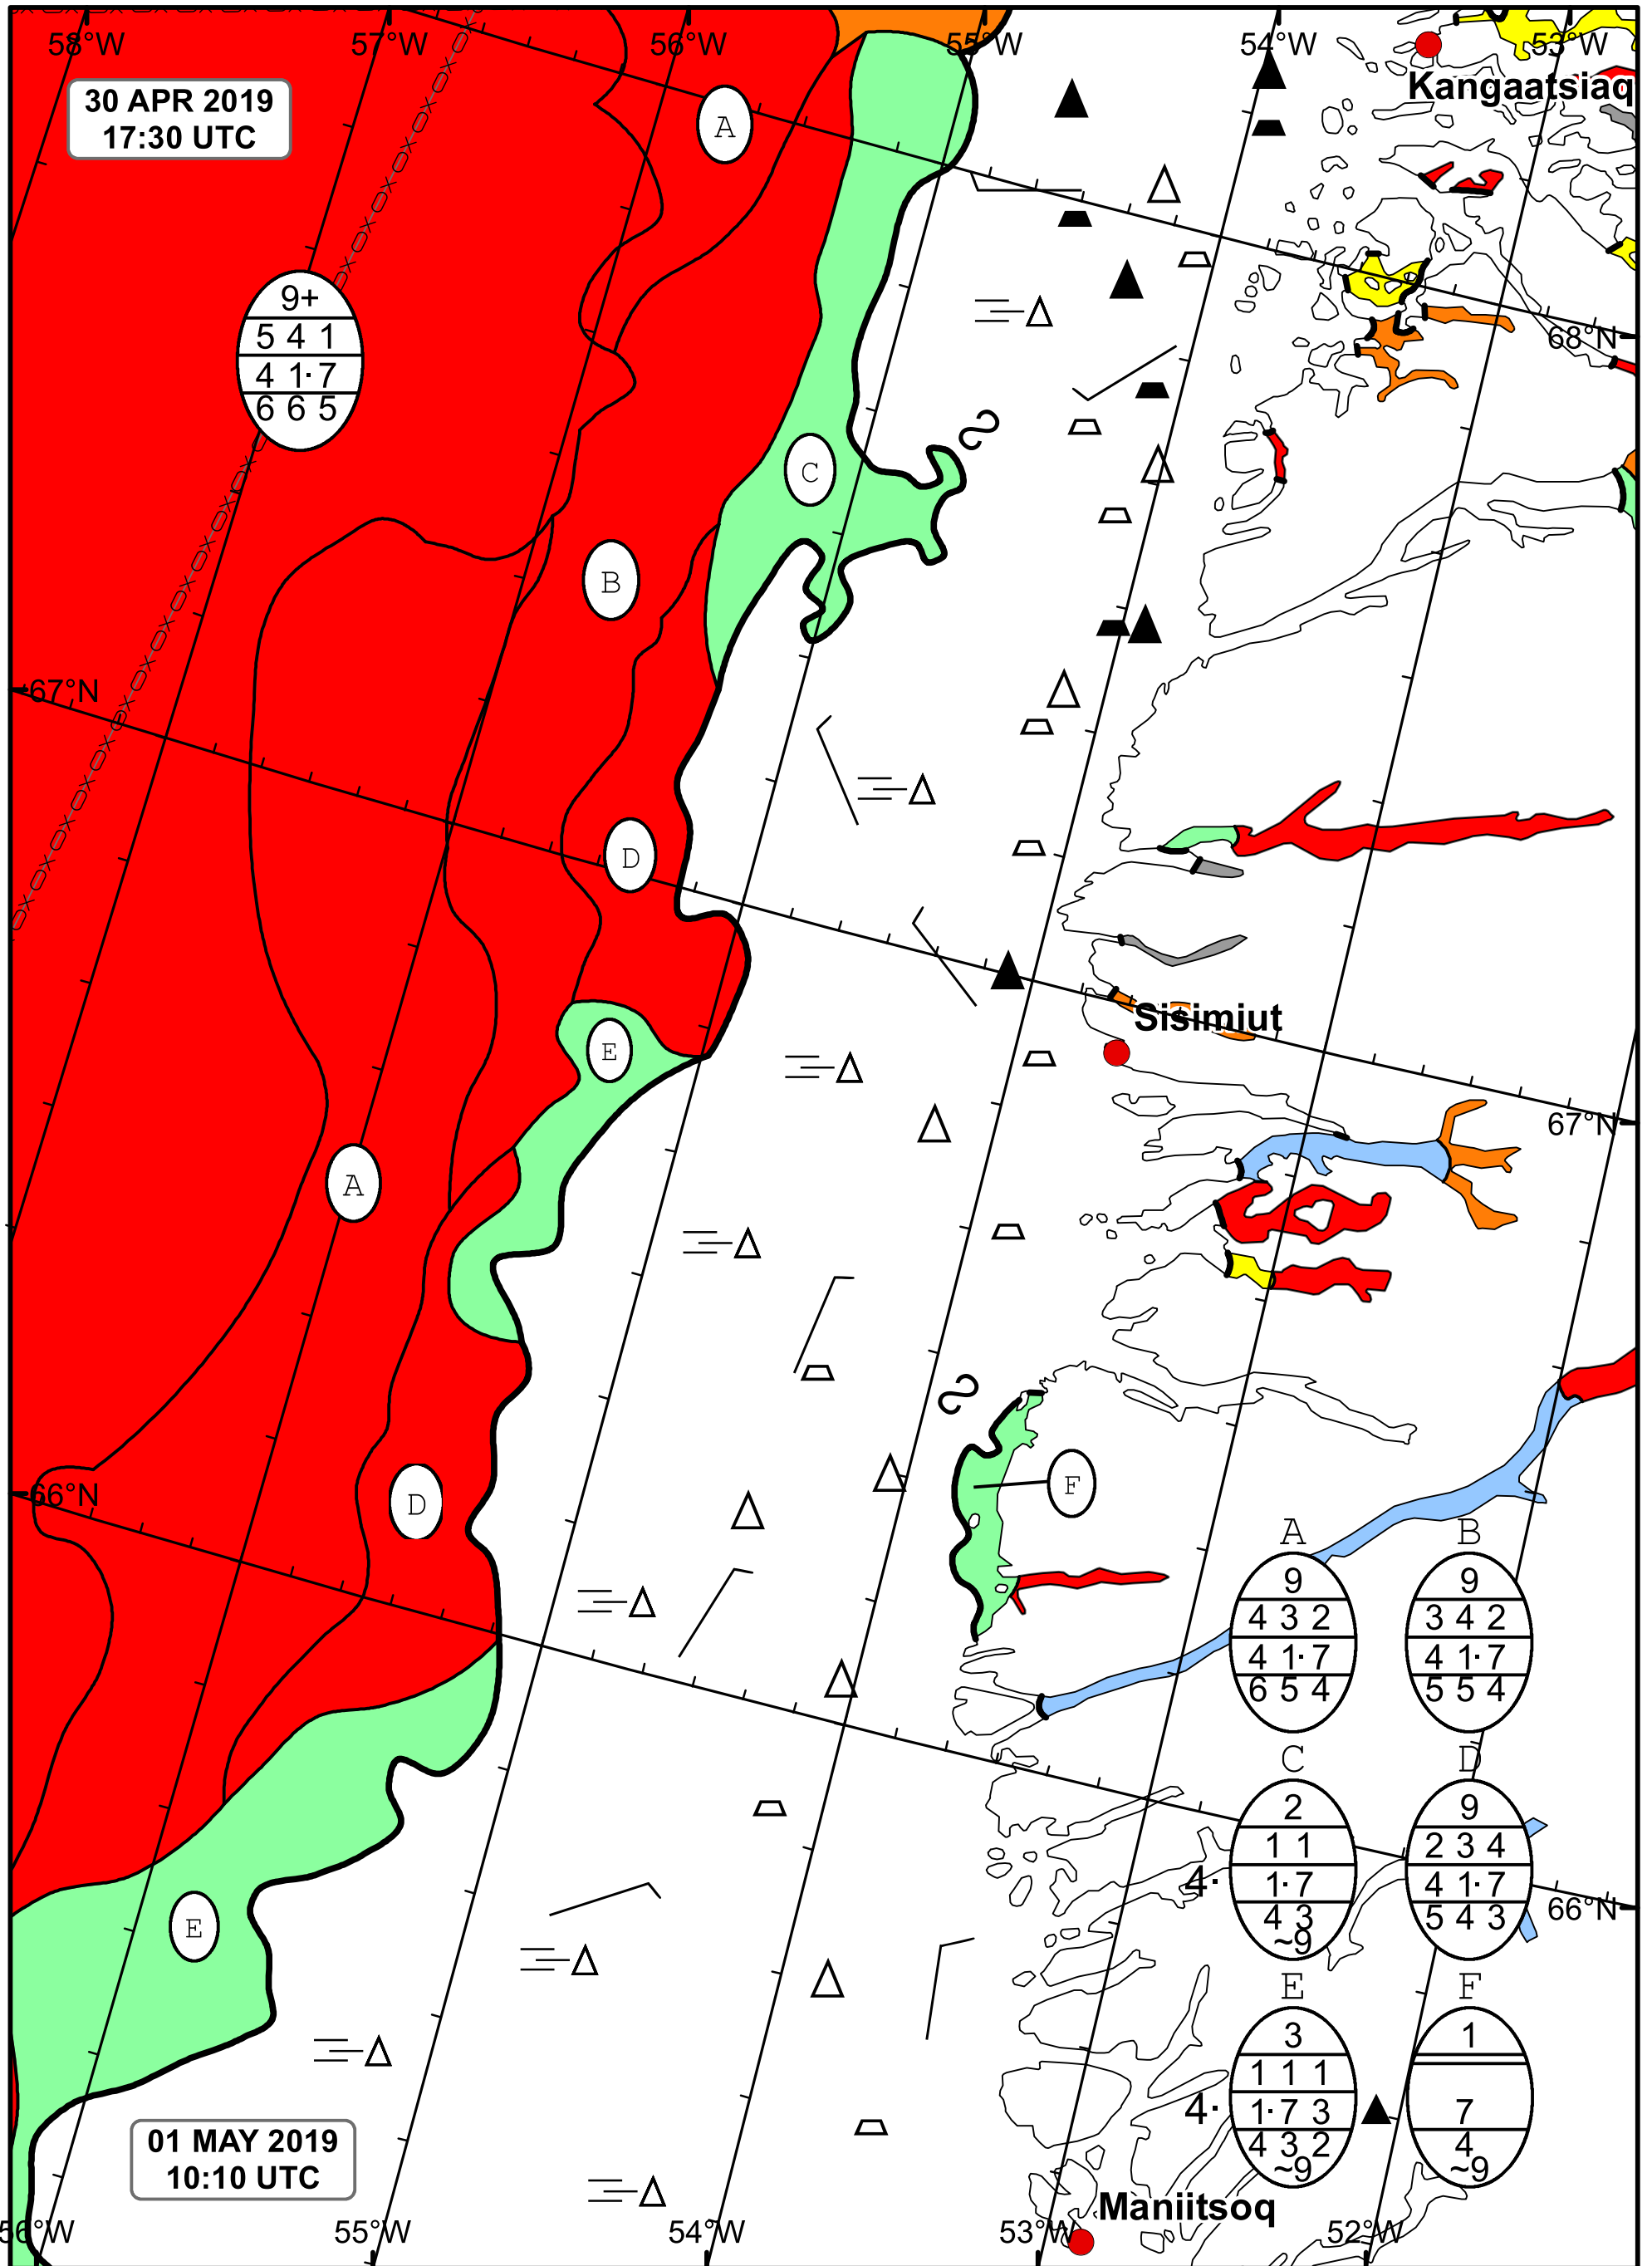 58°W
57°W
56°W
55°W
54°W
53°W
Kangaatsiaq
30 APR 2019
17:30 UTC
A
9+
5 4 1
4 1· 7
6 6 5
68°N
C
B
67°N
D
Sisimiut
E
67°N
A
66°N
D
F
A
9
4 3 2
4 1· 7
6 5 4
B
9
3 4 2
4 1· 7
5 5 4
C
2
1 1
4·
1· 7
4 3
~9
D
9
2 3 4
4 1· 7
5 4 3
66°N
E
E
3
1 1 1
4·
1· 7 3
4 3 2
~9
F
1
7
4
~9
01 MAY 2019
10:10 UTC
Maniitsoq
56°W
55°W
54°W
53°W
52°W